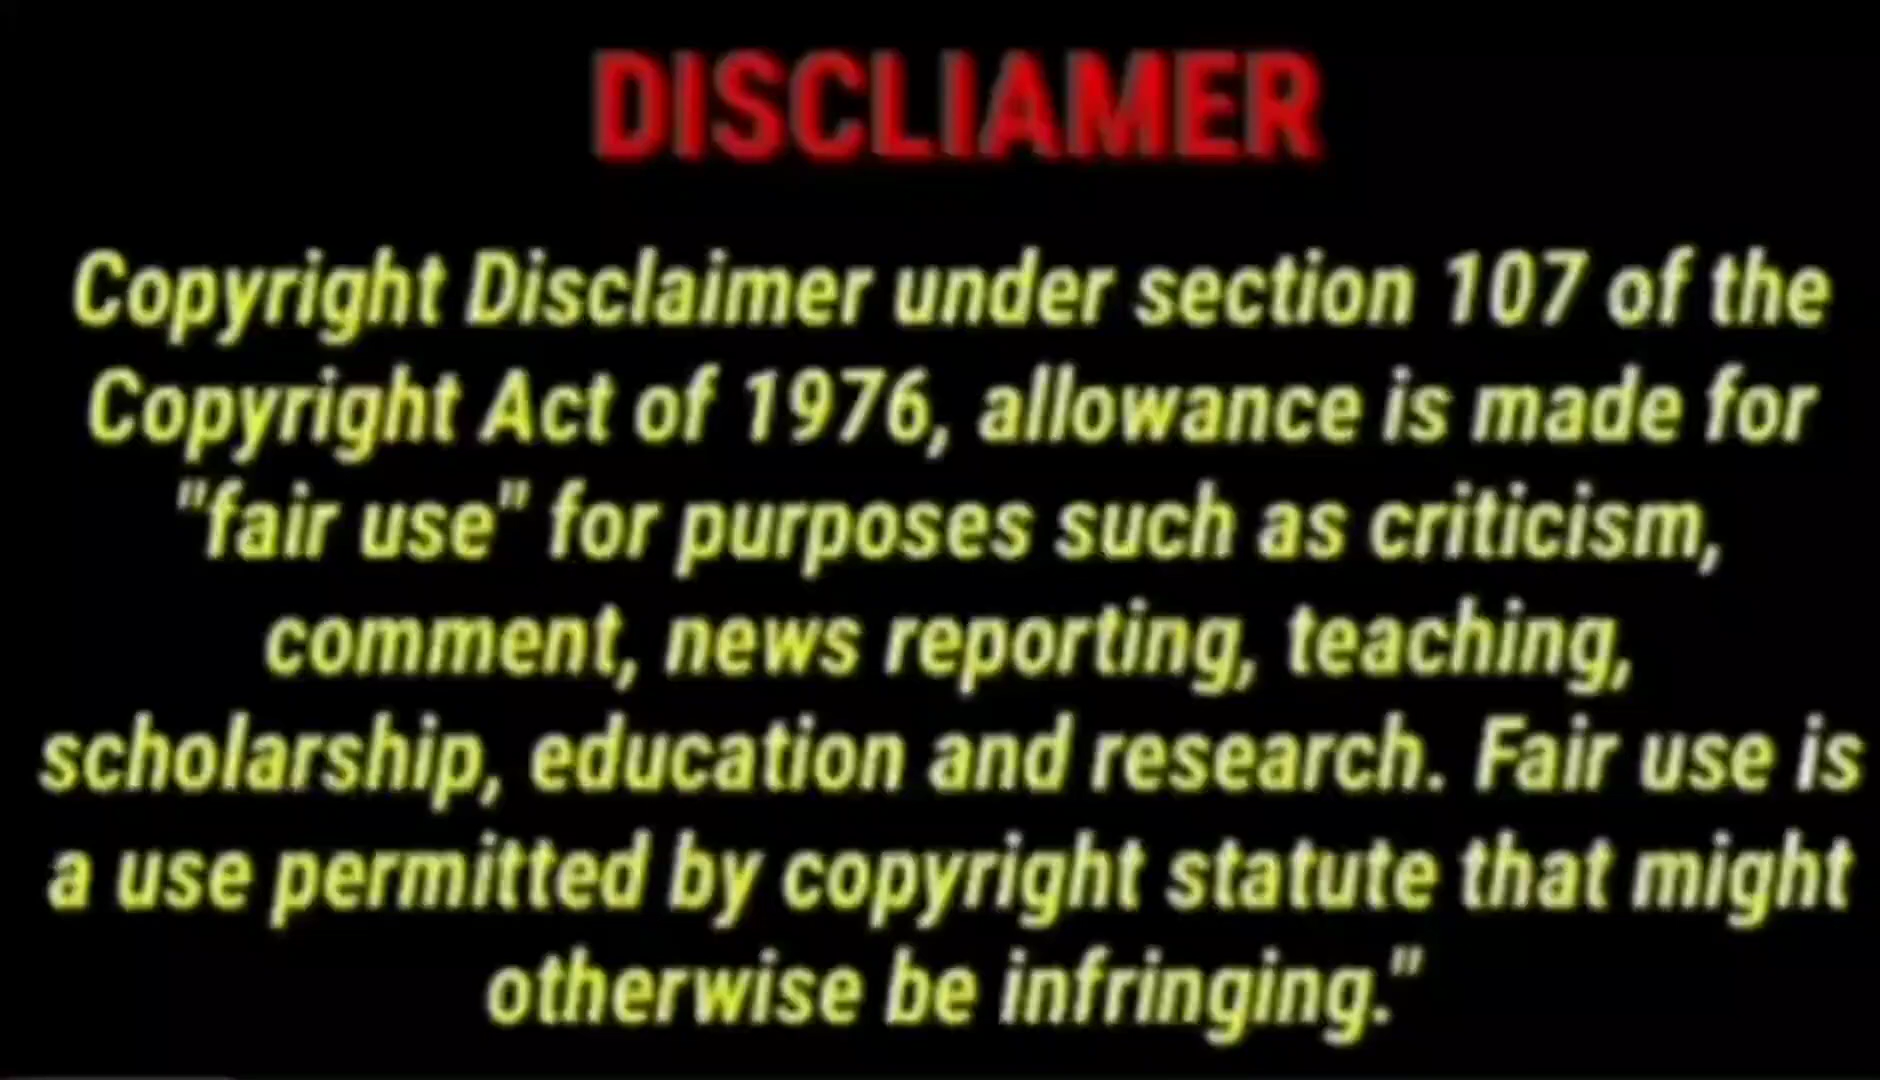 DISCLIAMER
Copyright Disclaimer under section 107 of the
Copyright Act of 1976, allowance is made for
"fair use" for purposes such as criticism,
comment, news reporting, teaching,
scholarship, education and research. Fair use is
a use permitted by copyright statute that might
otherwise be infringing."